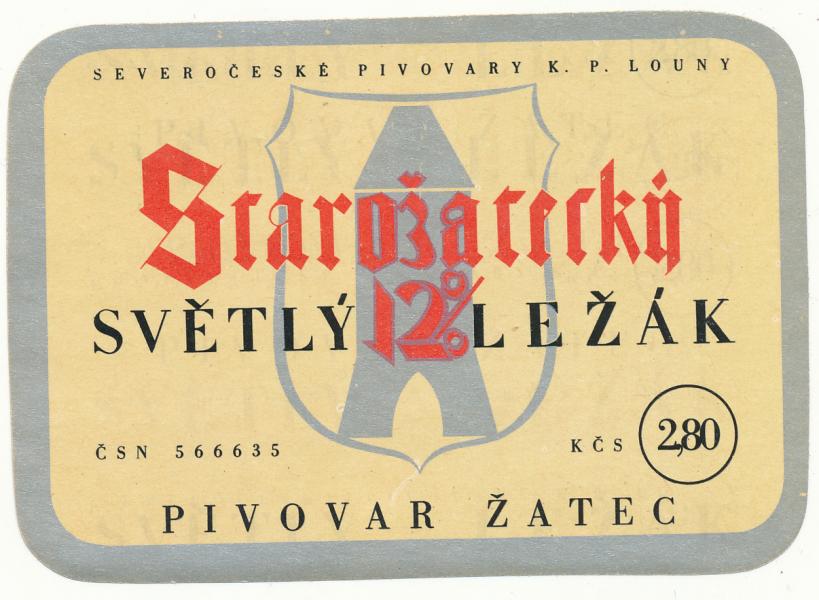 SEVEROČESKÉ PIVOVARY K. P. LOUNY
Starožatecký
SVĚTLÝ 12% LEŽÁK
ČSN 566635 KČS 2,80
PIVOVAR ŽATEC